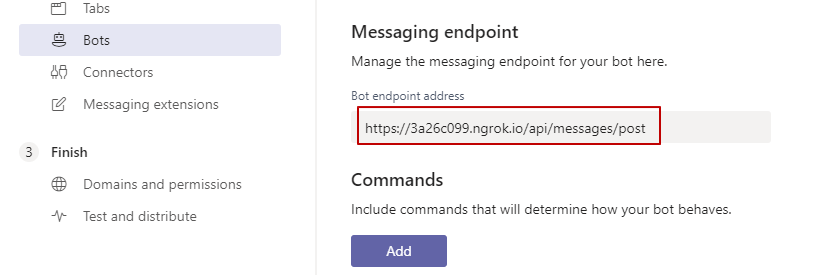 Tabs
Bots
Connectors
Messaging extensions
3 Finish
Domains and permissions
Test and distribute
Messaging endpoint
Manage the messaging endpoint for your bot here.
Bot endpoint address
https://3a26c099.ngrok.io/api/messages/post
Commands
Include commands that will determine how your bot behaves.
Add